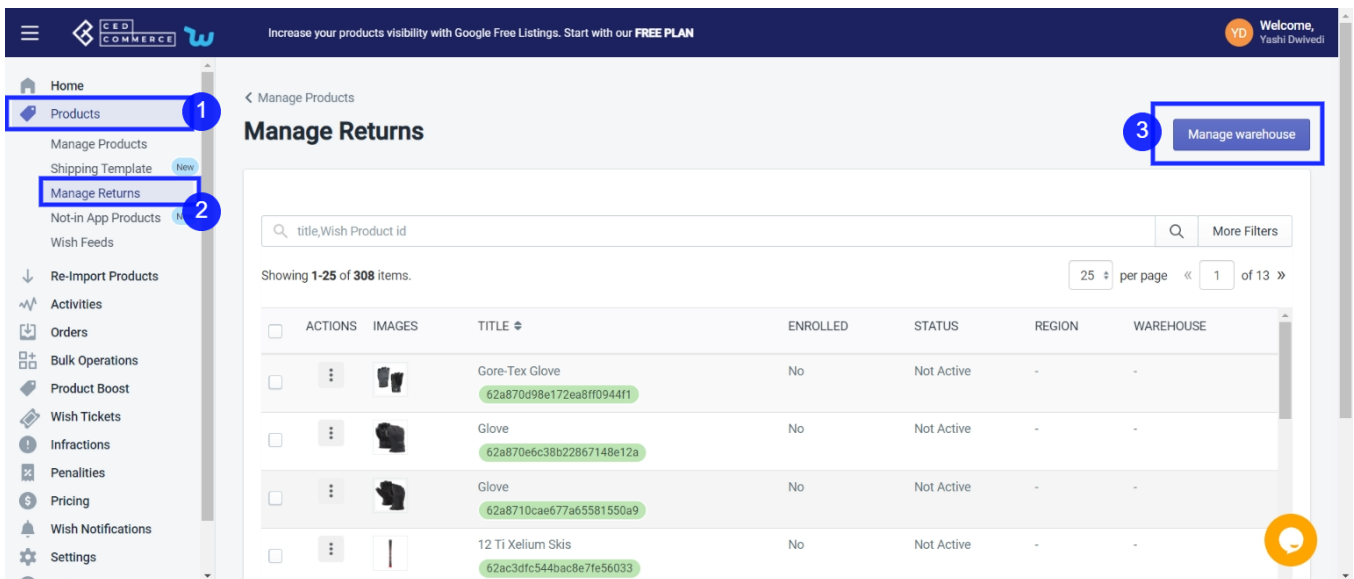 CED COMMERCE
Increase your products visibility with Google Free Listings. Start with our FREE PLAN
YD
Welcome,
Yashi Dwivedi
Home
Products
1
Manage Products
Shipping Template New
Manage Returns
2
Not-in App Products
Wish Feeds
Re-Import Products
Activities
Orders
Bulk Operations
Product Boost
Wish Tickets
Infractions
Penalities
Pricing
Wish Notifications
Settings
Manage Products
Manage Returns
3
Manage warehouse
title,Wish Product id
More Filters
Showing 1-25 of 308 items.
25 per page « 1 of 13 »
ACTIONS IMAGES TITLE ENROLLED STATUS REGION WAREHOUSE
Gore-Tex Glove No Not Active - -
62a870d98e172ea8ff0944f1
Glove No Not Active - -
62a870e6c38b22867148e12a
Glove No Not Active - -
62a8710cae677a65581550a9
12 Ti Xelium Skis No Not Active - -
62ac3dfc544bac8e7fe56033